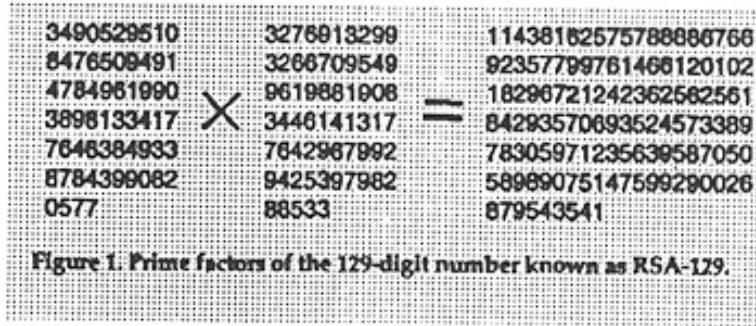 3490529510 3276913299 11438162575788886766
8476509491 3266709549 92357799761466120102
4784961990 9619881908 18296721242362562561
3898133417 × 3446141317 = 84293570693524573389
7646384933 7642967992 78305971235639587050
8784399082 9425397982 58989075147599290026
0577 88533 879543541
Figure 1. Prime factors of the 129-digit number known as RSA-129.